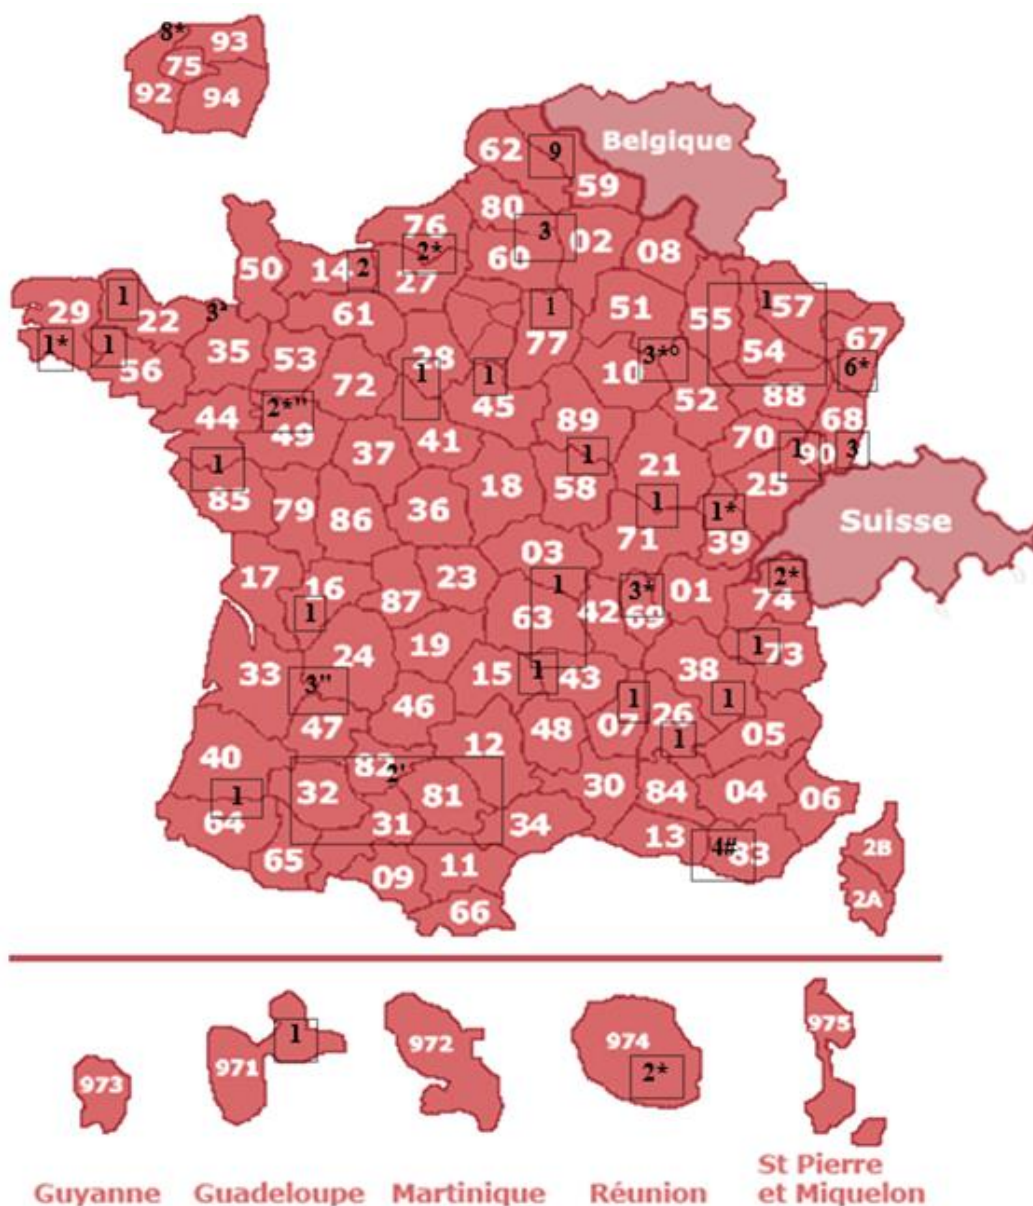 8* 93
75
92 94
Belgique
62 9
59
80
76 3
2* 60 02 08
50 14 2
27
1 1 1 57
29 22 3ª 61 51 55 67
77
1* 1 35 53 28 3*° 54
56 72 1 1 10 6*
45 52 88
44 2*" 89 68
49 41 70
1 37 1 21 1 90 3
85 18 58 25
79 86 36 1 1* Suisse
71 39
03
17 16 23 1 3* 01 2*
87 63 42 69 74
1
24 19 1 38 1 73
33 3" 15 43
46 1 26 1
47 48 07 05
40 12 1
82 2'
32 81 30 84 04 06
1
64 31 34 13 4# 83
65 11 2B
09
66 2A
1 975
971 972 974
973 2*
St Pierre
Guyanne Guadeloupe Martinique Réunion et Miquelon